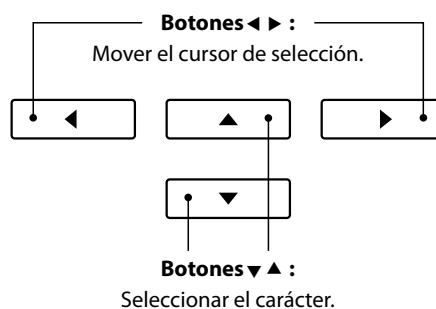 Botones ◀ ▶ :
Mover el cursor de selección.
◀
▲
▶
▼
Botones ▼ ▲ :
Seleccionar el carácter.